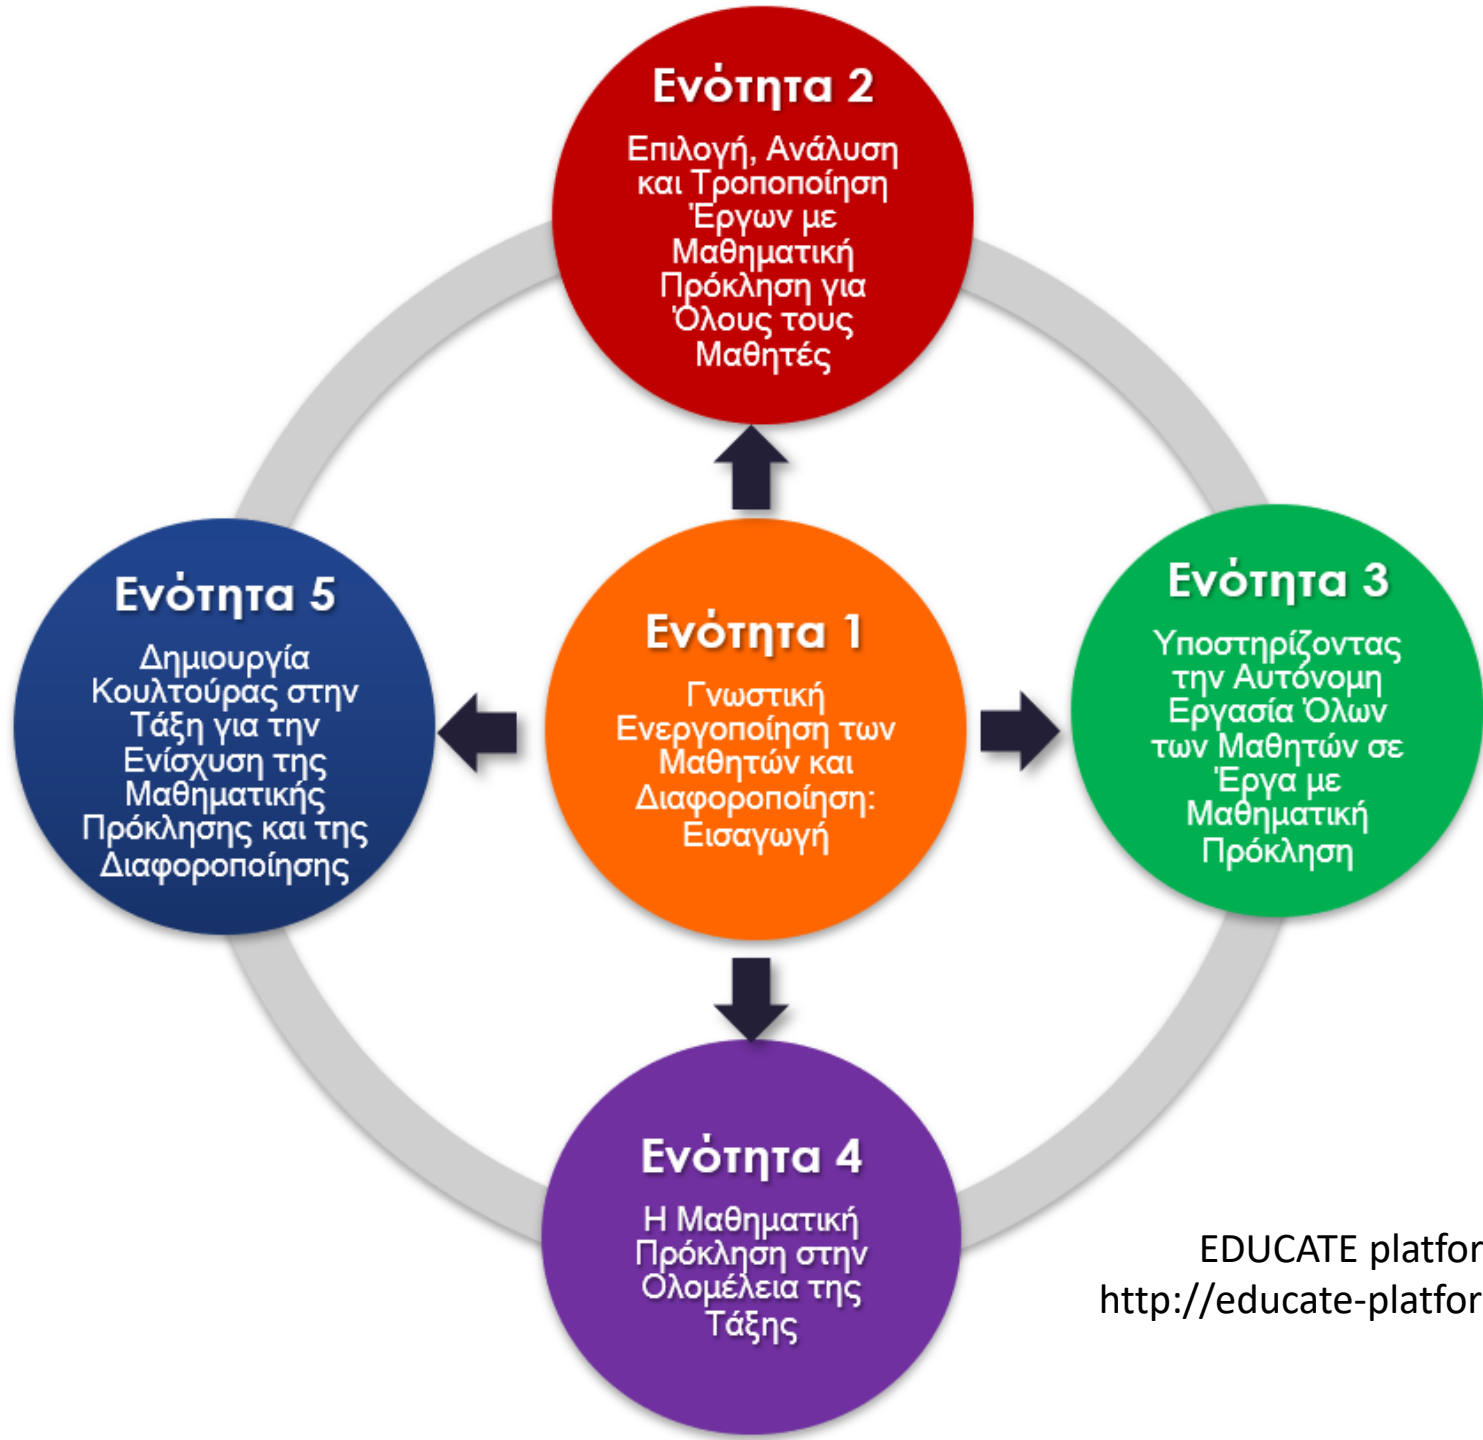 Ενότητα 2
Επιλογή, Ανάλυση
και Τροποποίηση
Έργων με
Μαθηματική
Πρόκληση για
Όλους τους
Μαθητές
Ενότητα 5
Δημιουργία
Κουλτούρας στην
Τάξη για την
Ενίσχυση της
Μαθηματικής
Πρόκλησης και της
Διαφοροποίησης
Ενότητα 1
Γνωστική
Ενεργοποίηση των
Μαθητών και
Διαφοροποίηση:
Εισαγωγή
Ενότητα 3
Υποστηρίζοντας
την Αυτόνομη
Εργασία Όλων
των Μαθητών σε
Έργα με
Μαθηματική
Πρόκληση
Ενότητα 4
Η Μαθηματική
Πρόκληση στην
Ολομέλεια της
Τάξης
EDUCATE platfor
http://educate-platfor